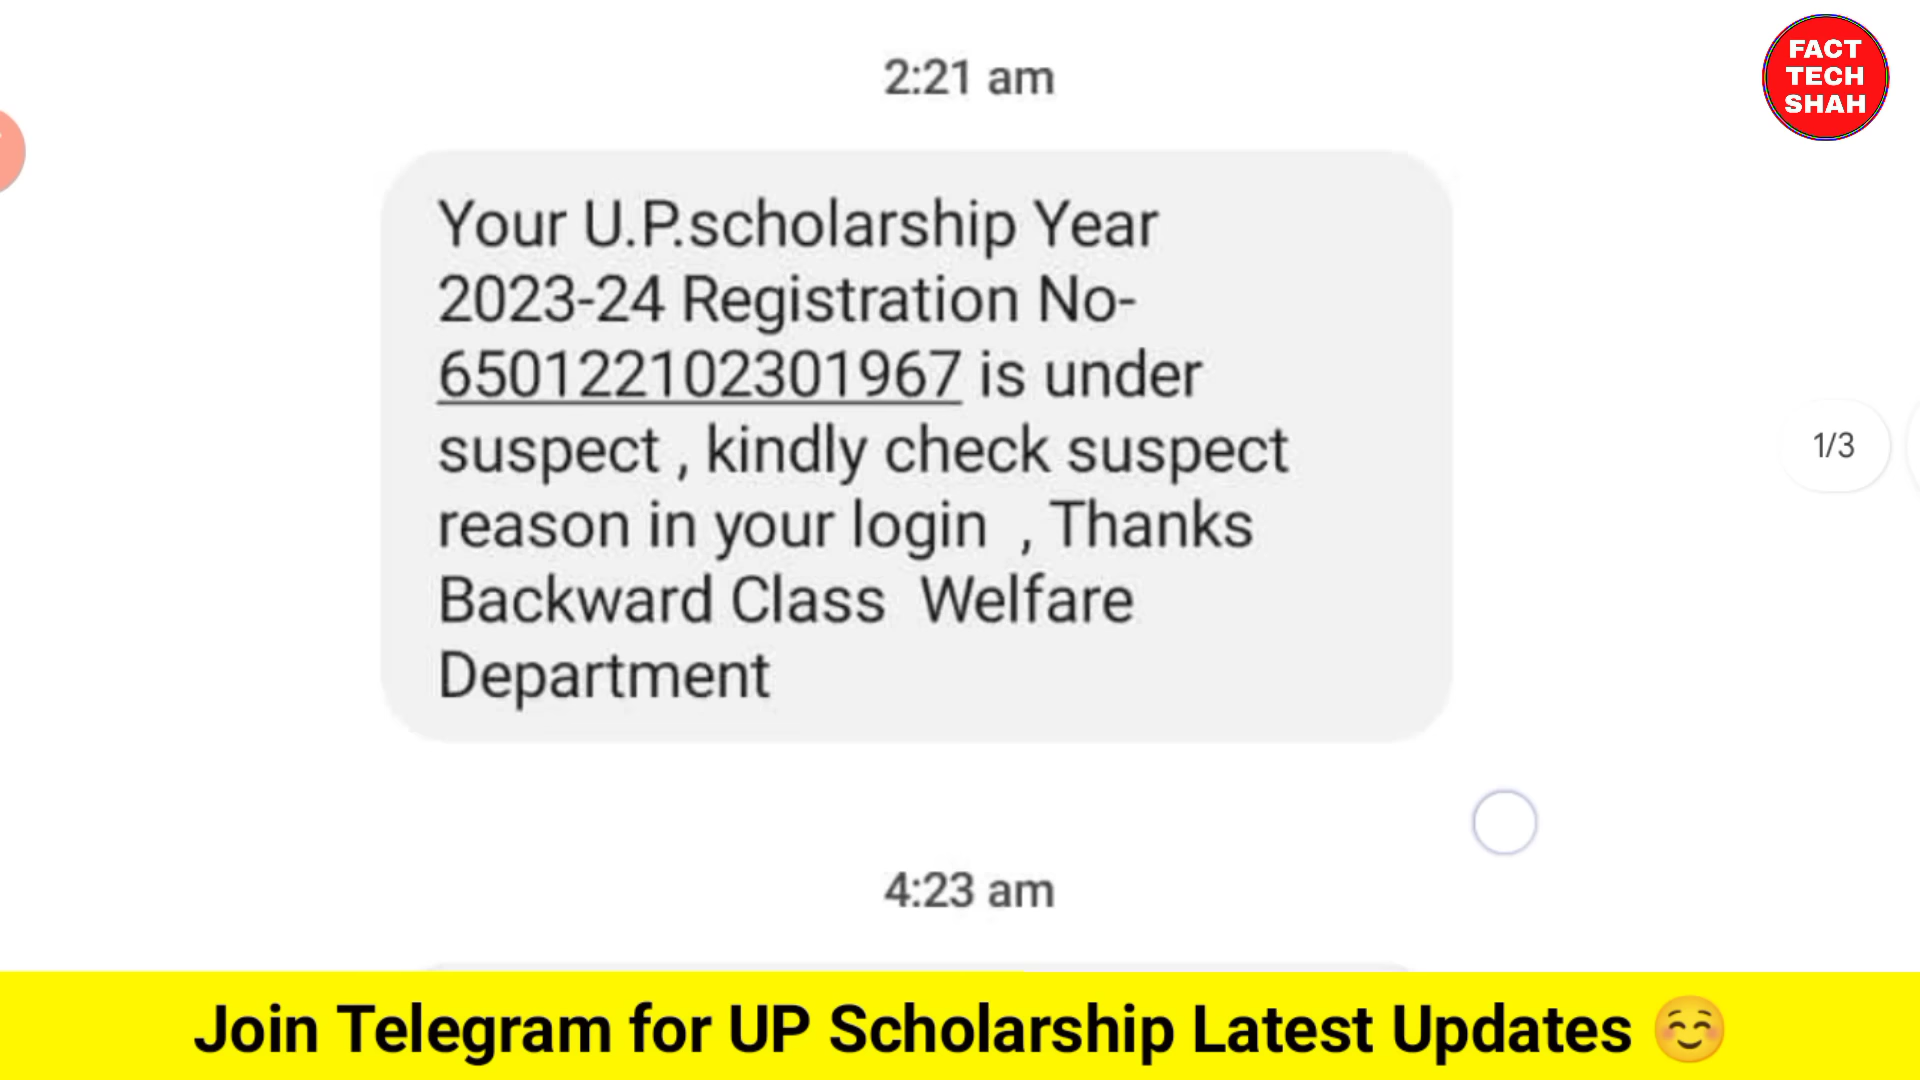 2:21 am
FACT
TECH
SHAH
Your U.P.scholarship Year
2023-24 Registration No-
650122102301967 is under
suspect , kindly check suspect
reason in your login  , Thanks
Backward Class  Welfare
Department
1/3
4:23 am
Join Telegram for UP Scholarship Latest Updates 😊